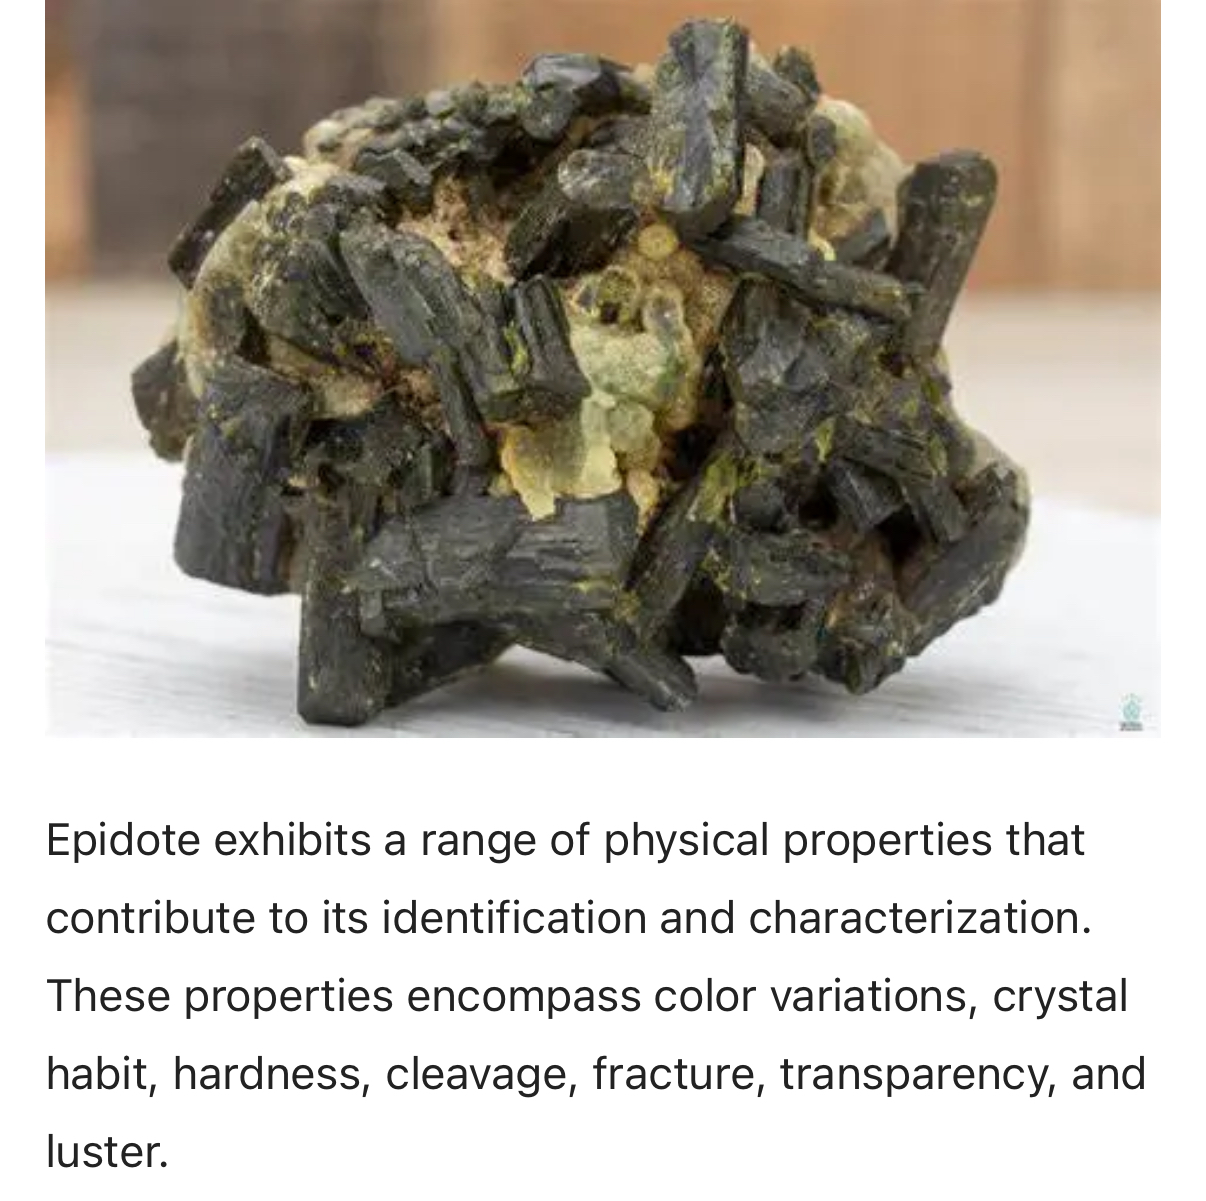 Epidote exhibits a range of physical properties that
contribute to its identification and characterization.
These properties encompass color variations, crystal
habit, hardness, cleavage, fracture, transparency, and
luster.